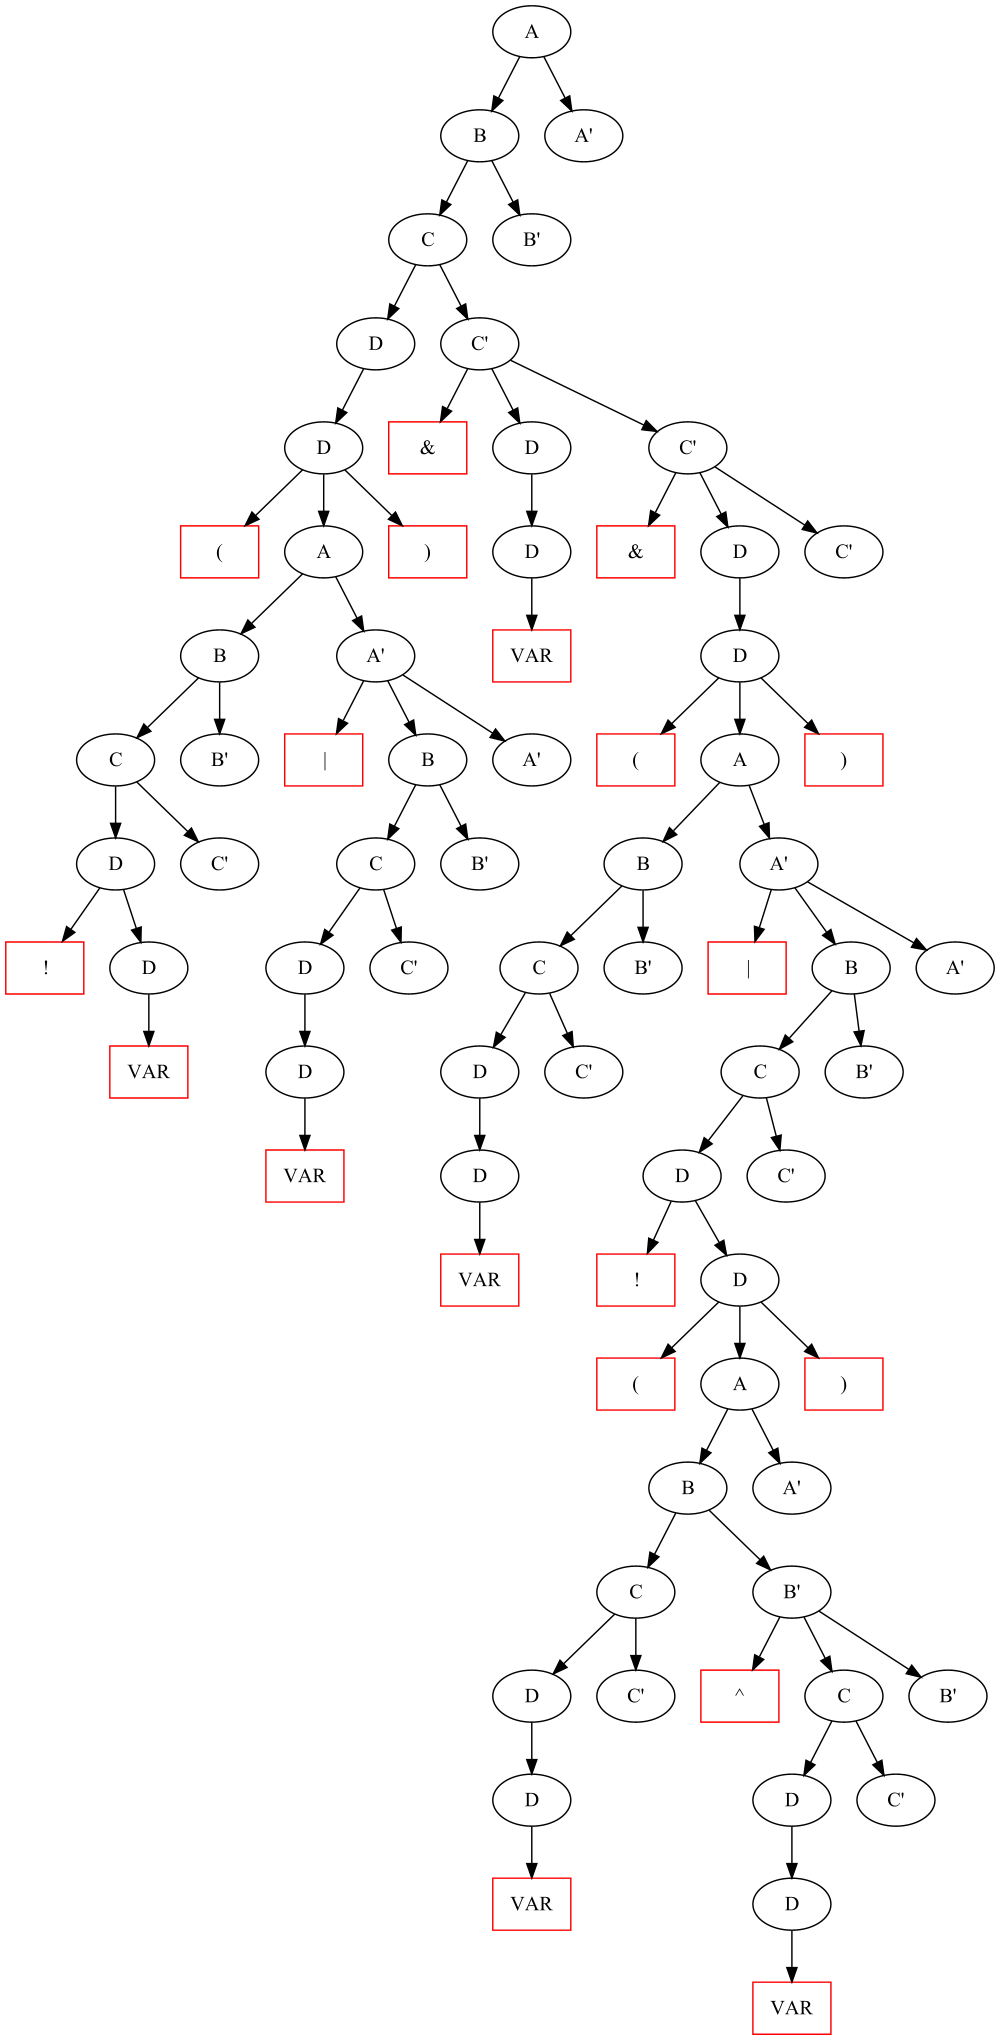 A
B A'
C B'
D C'
D & D C'
( A ) D & D C'
B A' VAR D
C B' | B A' ( A )
D C' C B' B A'
! D D C' C B' | B A'
VAR D D C' C B'
VAR D D C'
VAR ! D
( A )
B A'
C B'
D C' ^ C B'
D D C'
VAR D
VAR